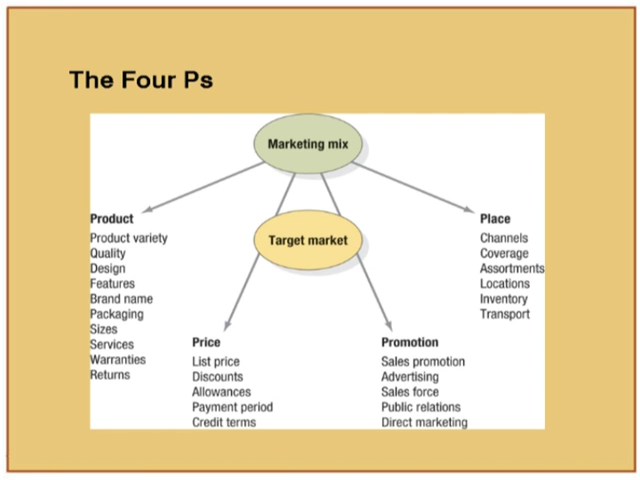 The Four Ps
Marketing mix
Target market
Product
Product variety
Quality
Design
Features
Brand name
Packaging
Sizes
Services
Warranties
Returns
Price
List price
Discounts
Allowances
Payment period
Credit terms
Promotion
Sales promotion
Advertising
Sales force
Public relations
Direct marketing
Place
Channels
Coverage
Assortments
Locations
Inventory
Transport